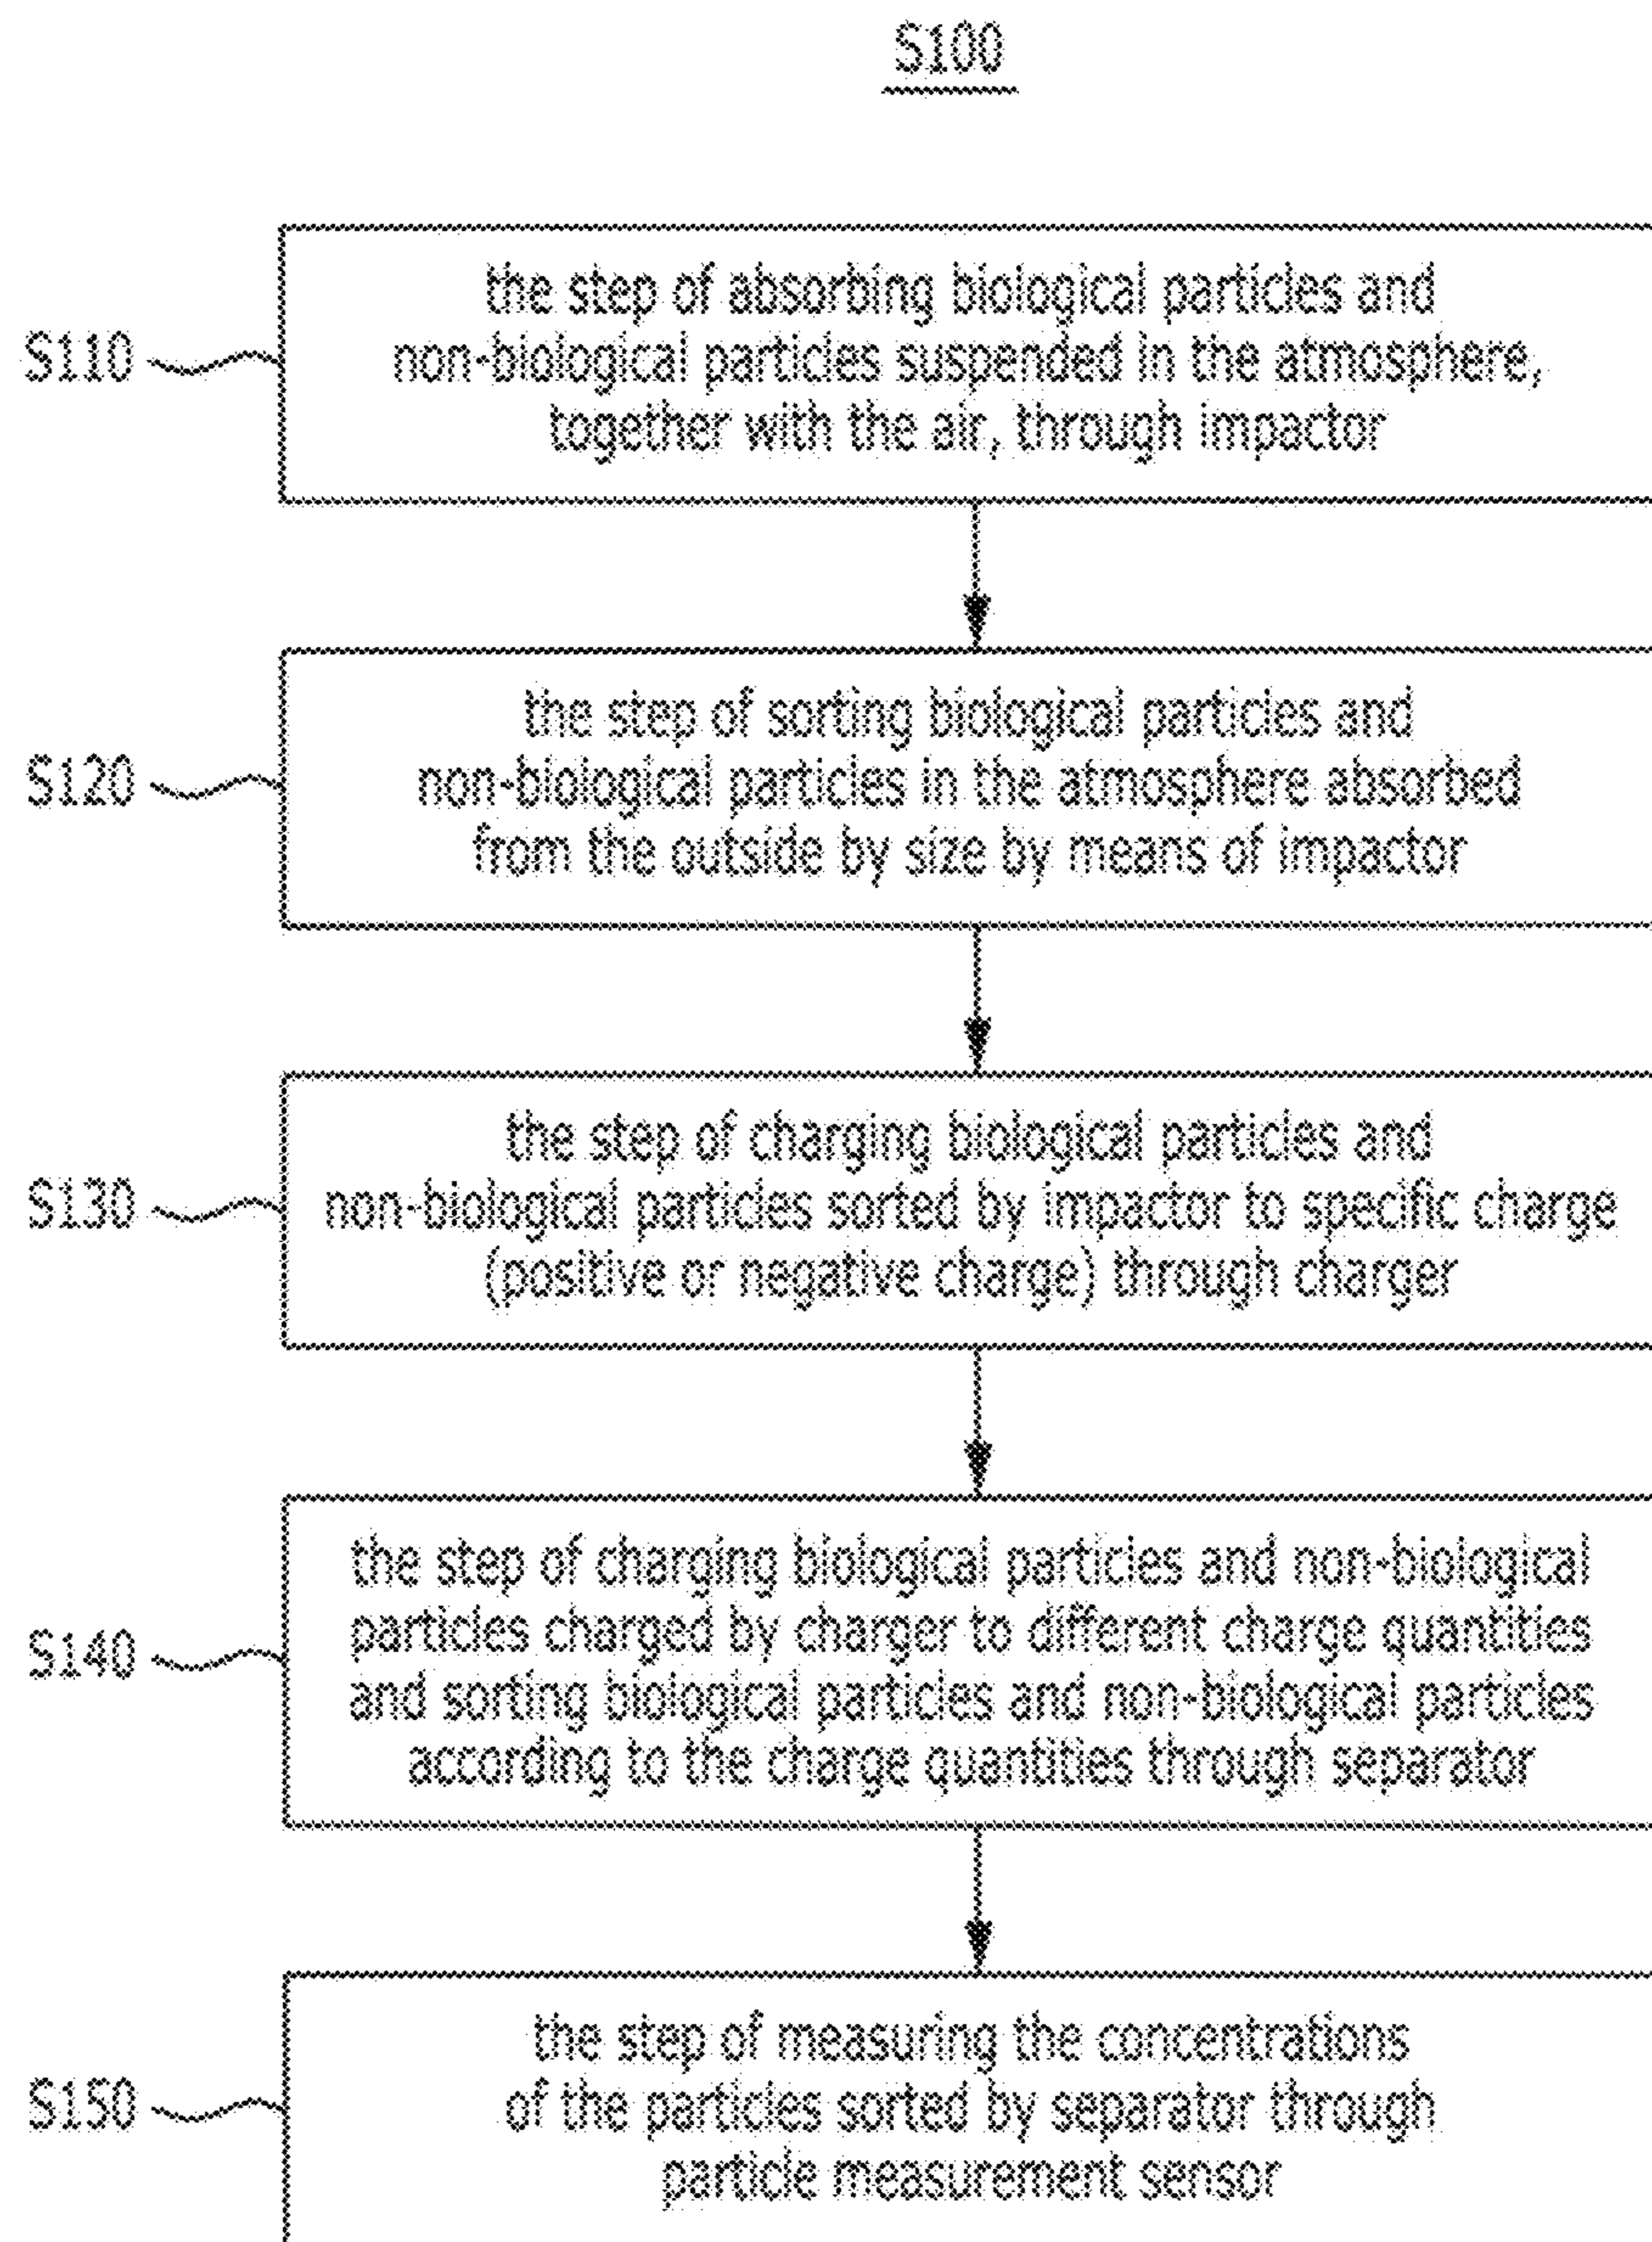 S100
S110
the step of absorbing biological particles and
non-biological particles suspended in the atmosphere,
together with the air, through impactor
S120
the step of sorting biological particles and
non-biological particles in the atmosphere absorbed
from the outside by size by means of impactor
S130
the step of charging biological particles and
non-biological particles sorted by impactor to specific charge
(positive or negative charge) through charger
S140
the step of charging biological particles and non-biological
particles charged by charger to different charge quantities
and sorting biological particles and non-biological particles
according to the charge quantities through separator
S150
the step of measuring the concentrations
of the particles sorted by separator through
particle measurement sensor